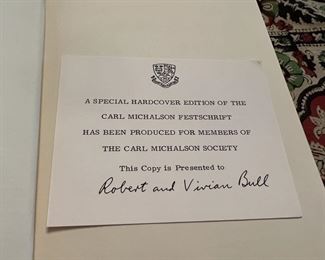 A SPECIAL HARDCOVER EDITION OF THE
CARL MICHALSON FESTSCHRIFT
HAS BEEN PRODUCED FOR MEMBERS OF
THE CARL MICHALSON SOCIETY
This Copy is Presented to
Robert and Vivian Bull